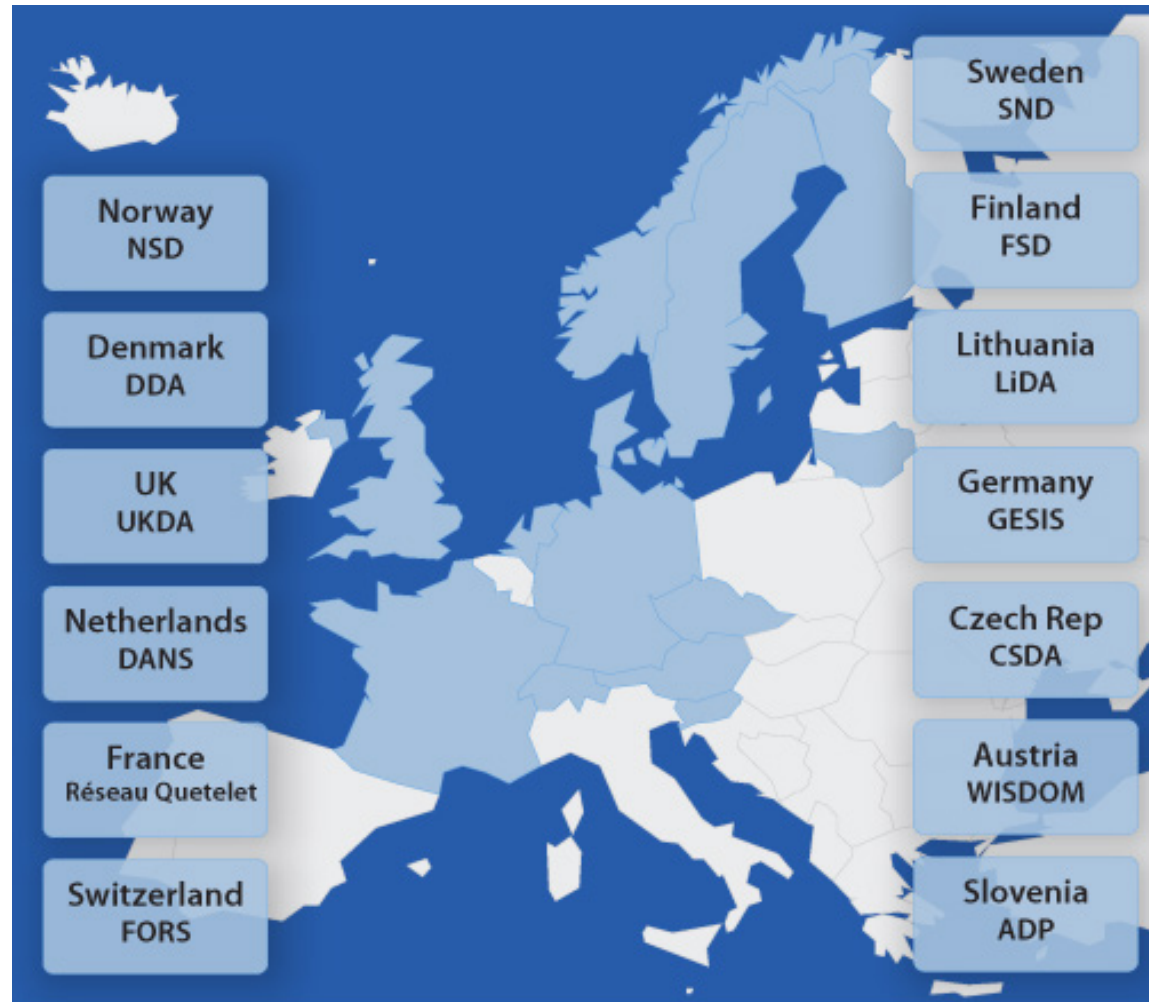 Norway
NSD
Denmark
DDA
UK
UKDA
Netherlands
DANS
France
Réseau Quetelet
Switzerland
FORS
Sweden
SND
Finland
FSD
Lithuania
LiDA
Germany
GESIS
Czech Rep
CSDA
Austria
WISDOM
Slovenia
ADP